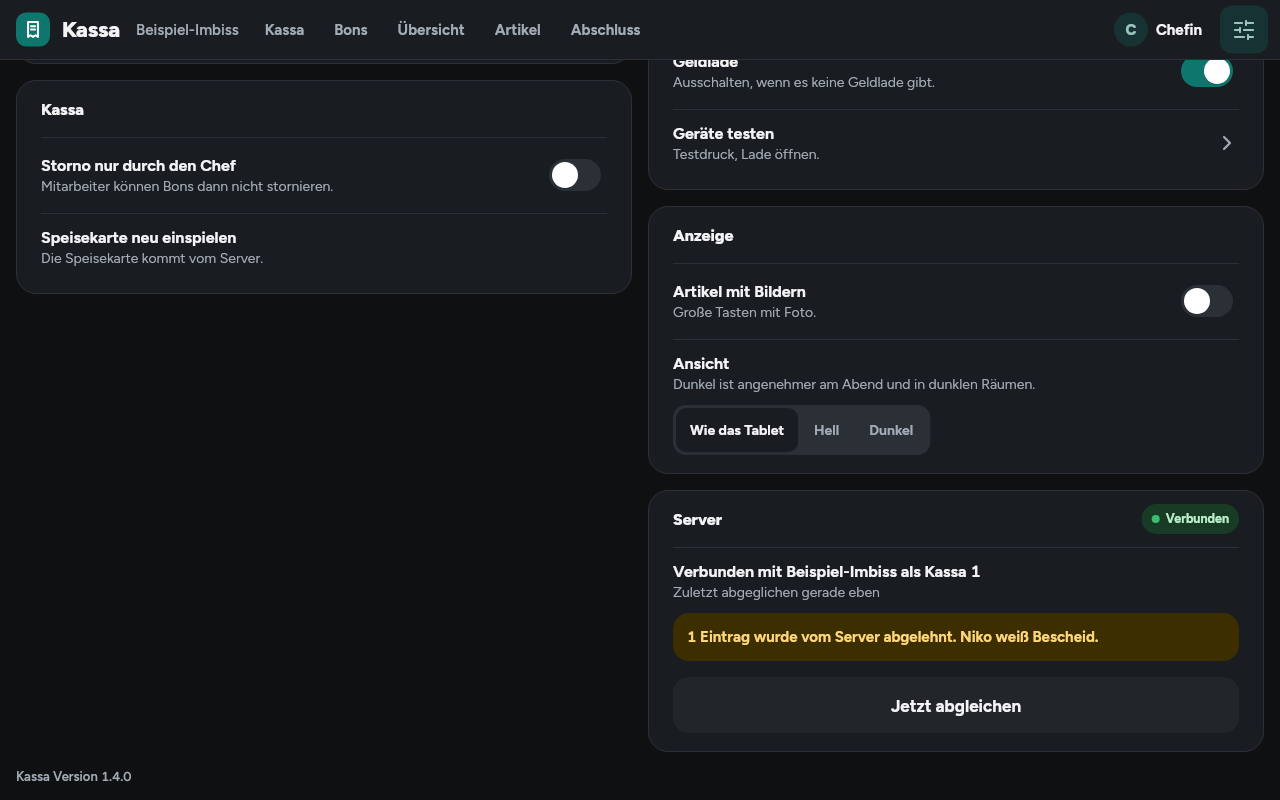 Kassa
Beispiel-Imbiss
Kassa
Bons
Übersicht
Artikel
Abschluss
C
Chefin
Kassa
Storno nur durch den Chef
Mitarbeiter können Bons dann nicht stornieren.
Speisekarte neu einspielen
Die Speisekarte kommt vom Server.
Geldlade
Ausschalten, wenn es keine Geldlade gibt.
Geräte testen
Testdruck, Lade öffnen.
Anzeige
Artikel mit Bildern
Große Tasten mit Foto.
Ansicht
Dunkel ist angenehmer am Abend und in dunklen Räumen.
Wie das Tablet
Hell
Dunkel
Server
Verbunden
Verbunden mit Beispiel-Imbiss als Kassa 1
Zuletzt abgeglichen gerade eben
1 Eintrag wurde vom Server abgelehnt. Niko weiß Bescheid.
Jetzt abgleichen
Kassa Version 1.4.0